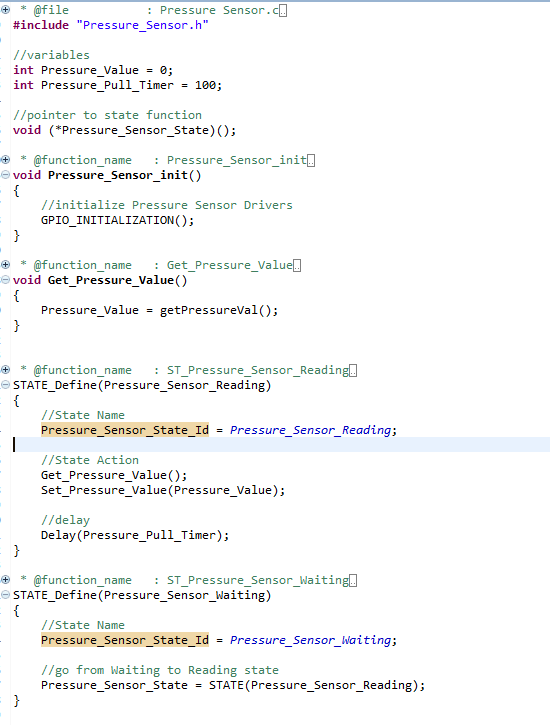 * @file           : Pressure Sensor.c
#include "Pressure_Sensor.h"
//variables
int Pressure_Value = 0;
int Pressure_Pull_Timer = 100;
//pointer to state function
void (*Pressure_Sensor_State)();
* @function_name   : Pressure_Sensor_init
void Pressure_Sensor_init()
{
//initialize Pressure Sensor Drivers
GPIO_INITIALIZATION();
}
* @function_name   : Get_Pressure_Value
void Get_Pressure_Value()
{
Pressure_Value = getPressureVal();
}
* @function_name   : ST_Pressure_Sensor_Reading
STATE_Define(Pressure_Sensor_Reading)
{
//State Name
Pressure_Sensor_State_Id = Pressure_Sensor_Reading;
//State Action
Get_Pressure_Value();
Set_Pressure_Value(Pressure_Value);
//delay
Delay(Pressure_Pull_Timer);
}
* @function_name   : ST_Pressure_Sensor_Waiting
STATE_Define(Pressure_Sensor_Waiting)
{
//State Name
Pressure_Sensor_State_Id = Pressure_Sensor_Waiting;
//go from Waiting to Reading state
Pressure_Sensor_State = STATE(Pressure_Sensor_Reading);
}